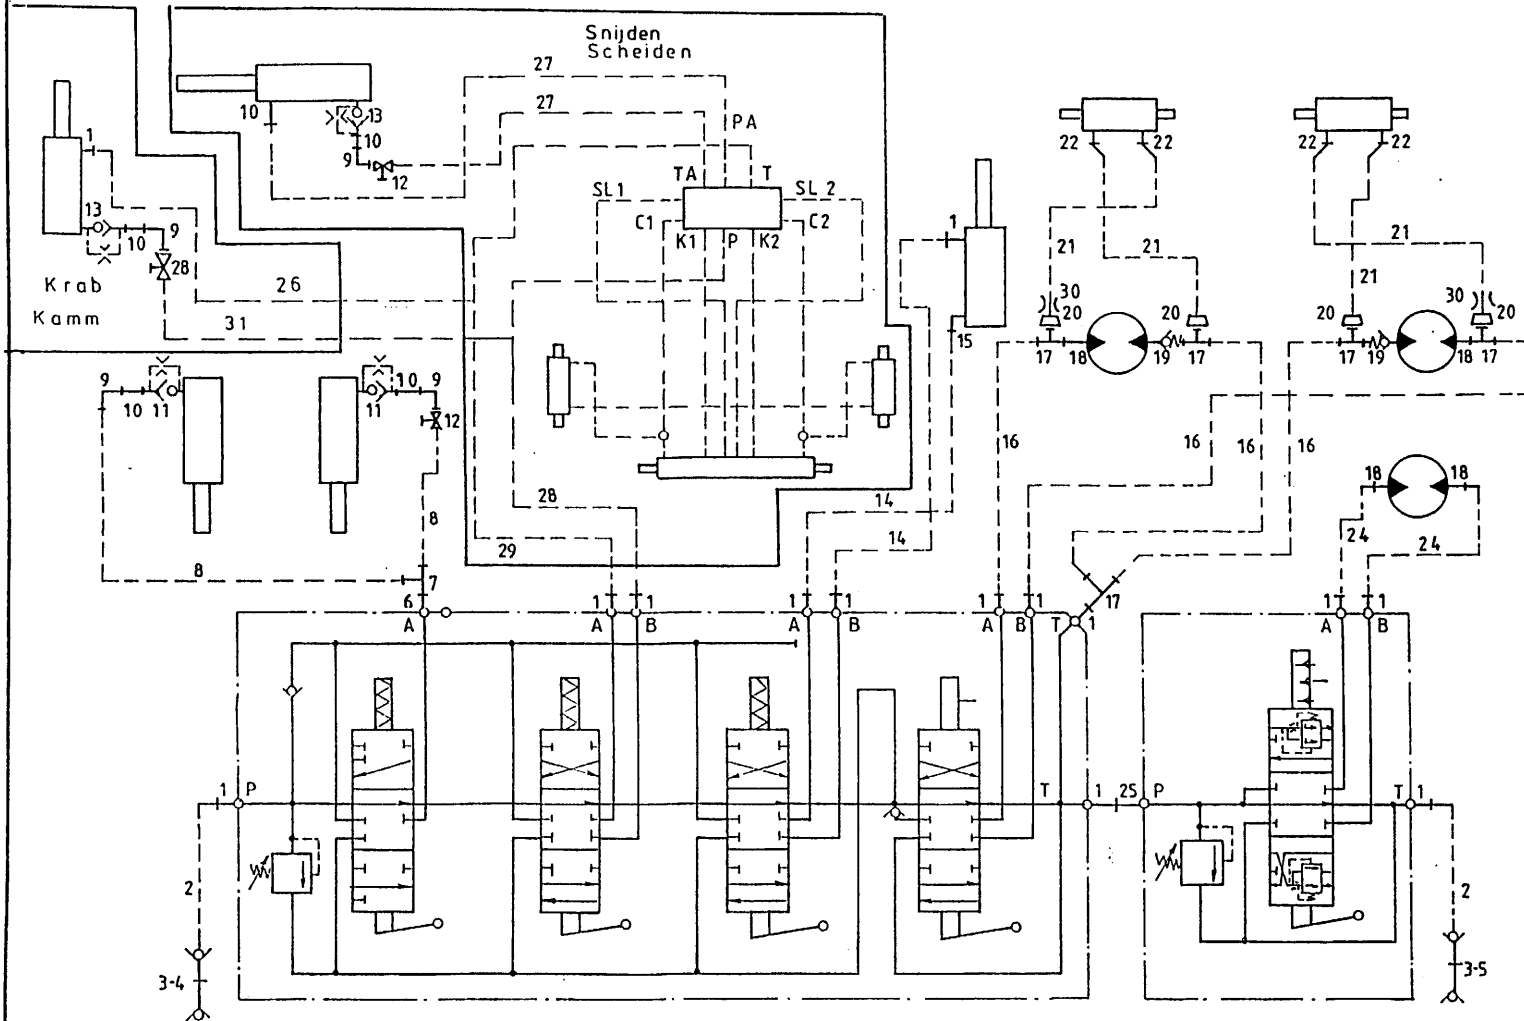 Snijden
Scheiden
27
10
13
27
10
PA
1
9
12
22
22
22
22
TA
T
SL 1
SL 2
1
13
9
C1
C2
10
K1
P
K2
21
21
21
28
21
Krab
26
30
30
20
20
20
20
Kamm
31
15
17
18
19
17
17
19
18
17
9
10
9
10
11
11
12
16
16
16
16
18
18
28
14
8
29
14
24
24
8
7
6
1
1
1
1
1
1
17
1
1
A
A
B
A
B
A
B
T
1
A
B
1
P
T
1
25
P
T
1
2
2
3-4
3-5